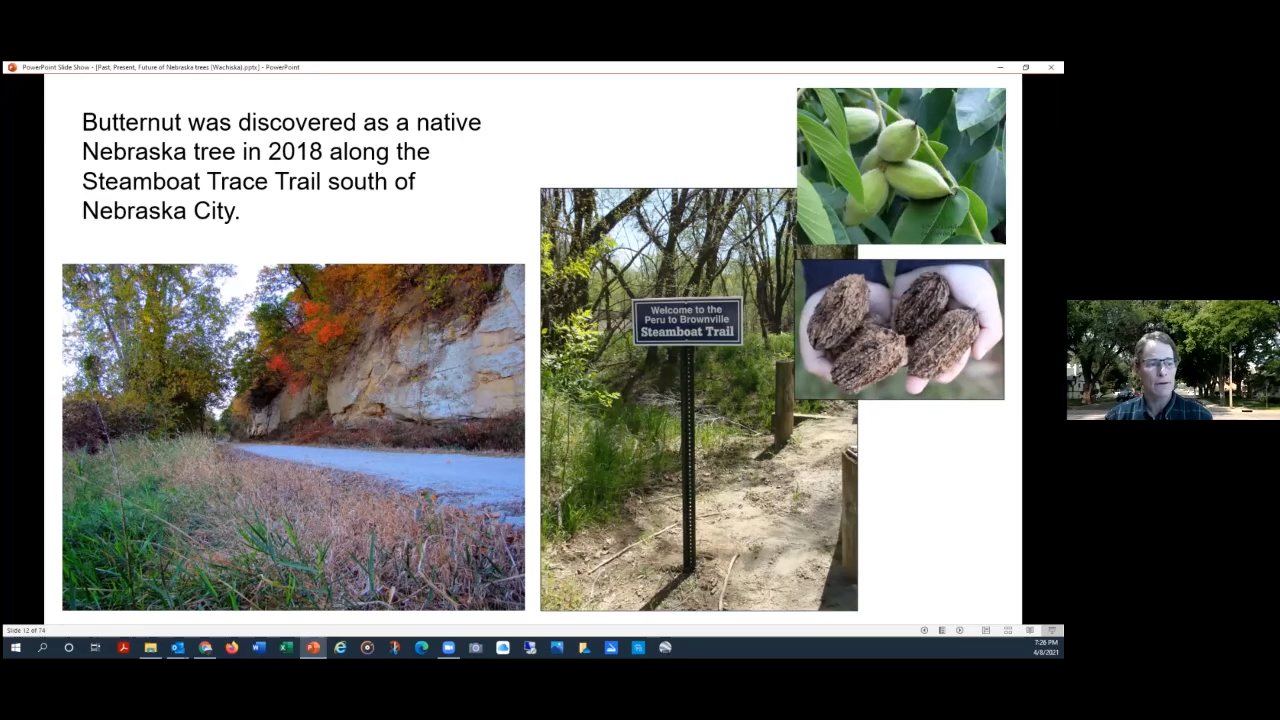 PowerPoint Slide Show - [Past, Present, Future of Nebraska trees (Wachiska).pptx] - PowerPoint
Butternut was discovered as a native
Nebraska tree in 2018 along the
Steamboat Trace Trail south of
Nebraska City.
Welcome to the
Peru to Brownville
Steamboat Trail
Slide 12 of 74
7:26 PM
4/8/2021